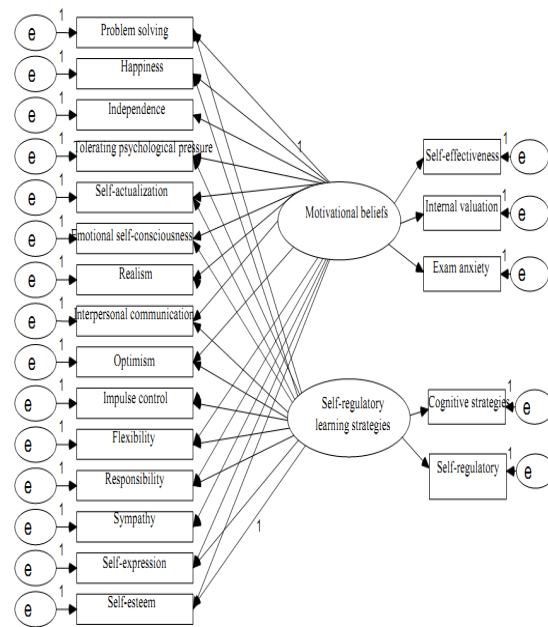 1
e
Problem solving
1
e
Happiness
1
e
Independence
1
1
e
Tolerating psychological pressure
1
e
Self-actualization
1
e
Emotional self-consciousness
1
e
Realism
1
e
Interpersonal communication
1
e
Optimism
1
e
Impulse control
1
e
Flexibility
1
e
Responsibility
1
e
Sympathy
1
e
Self-expression
1
e
Self-esteem
Motivational beliefs
Self-regulatory
learning strategies
1
1
Self-effectiveness
e
1
Internal valuation
e
1
Exam anxiety
e
1
Cognitive strategies
e
1
Self-regulatory
e